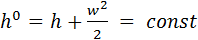 h⁰ = h + w²/2 = const